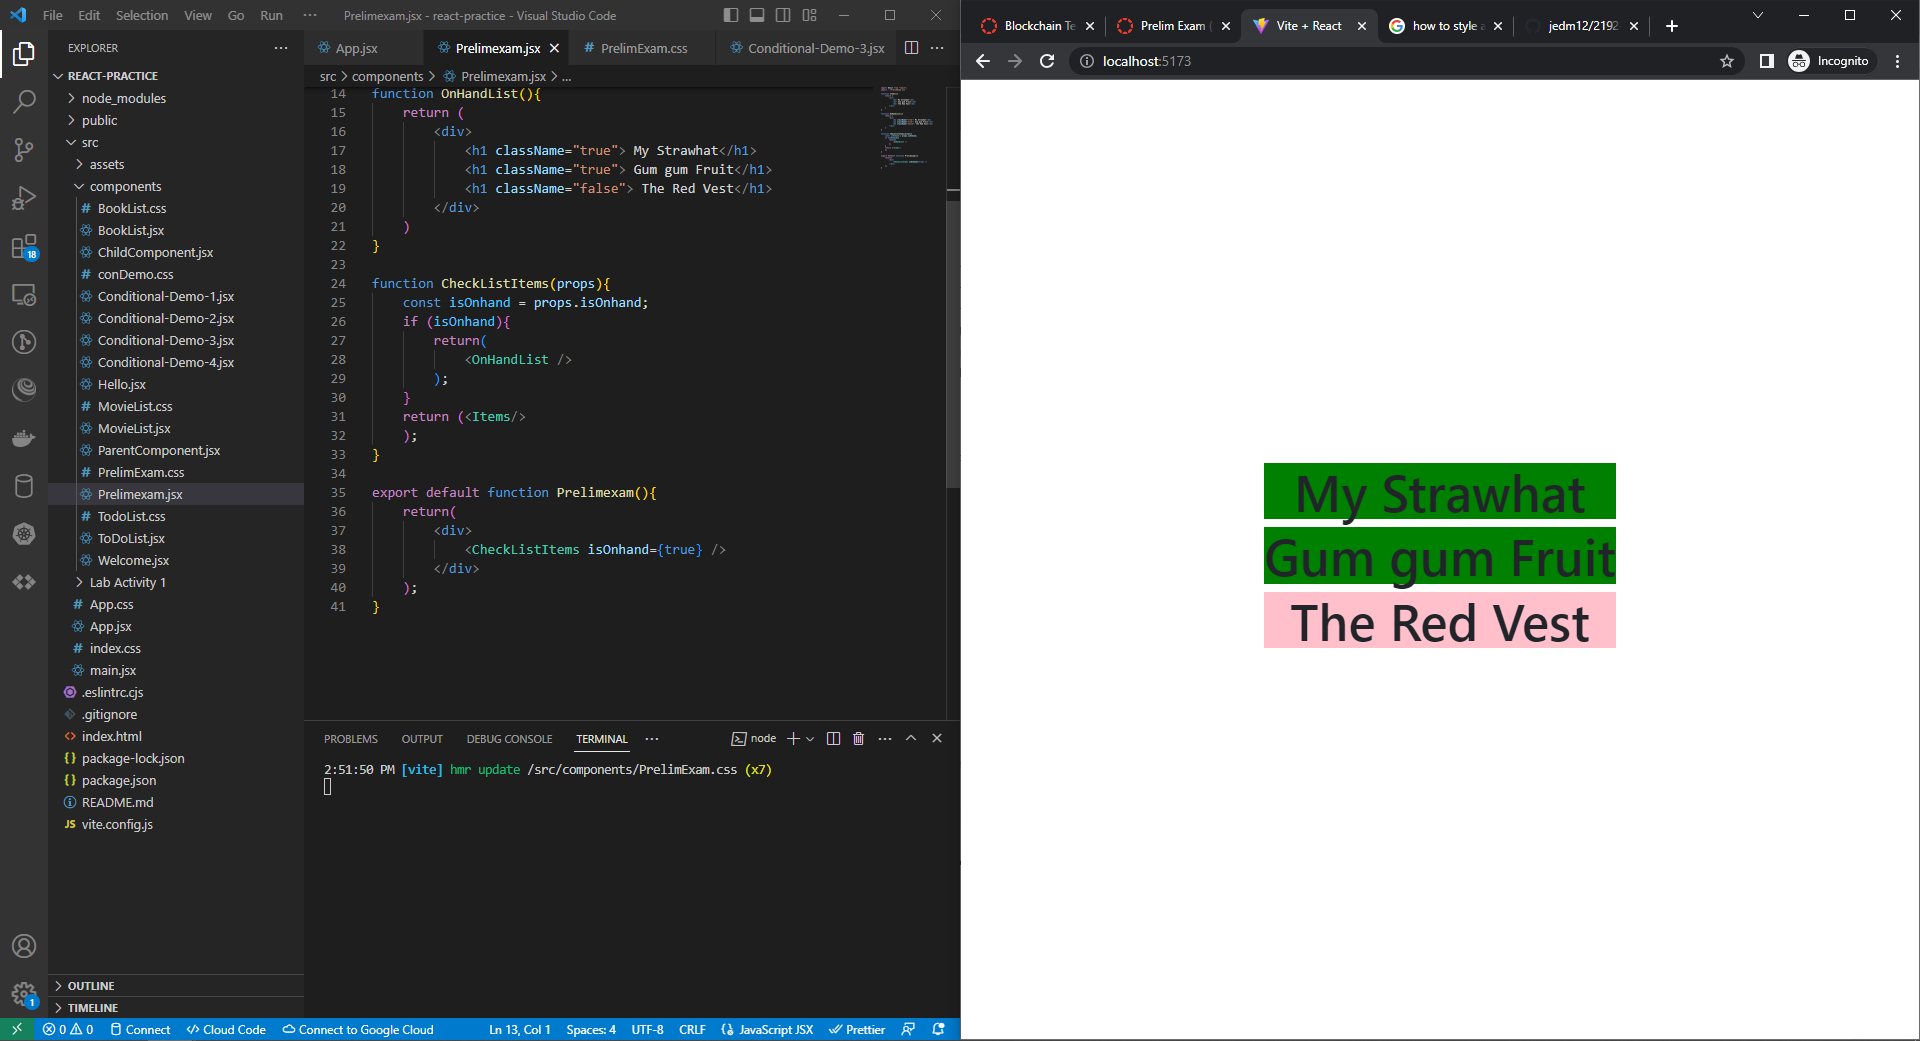 File Edit Selection View Go Run ··· Prelimexam.jsx - react-practice - Visual Studio Code
EXPLORER ···
REACT-PRACTICE
node_modules
public
src
assets
components
# BookList.css
BookList.jsx
ChildComponent.jsx
# conDemo.css
Conditional-Demo-1.jsx
Conditional-Demo-2.jsx
Conditional-Demo-3.jsx
Conditional-Demo-4.jsx
Hello.jsx
# MovieList.css
MovieList.jsx
ParentComponent.jsx
# PrelimExam.css
Prelimexam.jsx
# TodoList.css
ToDoList.jsx
Welcome.jsx
Lab Activity 1
# App.css
App.jsx
# index.css
main.jsx
.eslintrc.cjs
.gitignore
<> index.html
{} package-lock.json
{} package.json
README.md
JS vite.config.js
OUTLINE
TIMELINE
18
1
App.jsx Prelimexam.jsx # PrelimExam.css Conditional-Demo-3.jsx ···
src > components > Prelimexam.jsx > ...
14 function OnHandList(){
15 return (
16 <div>
17 <h1 className="true"> My Strawhat</h1>
18 <h1 className="true"> Gum gum Fruit</h1>
19 <h1 className="false"> The Red Vest</h1>
20 </div>
21 )
22 }
23
24 function CheckListItems(props){
25 const isOnhand = props.isOnhand;
26 if (isOnhand){
27 return(
28 <OnHandList />
29 );
30 }
31 return (<Items/>
32 );
33 }
34
35 export default function Prelimexam(){
36 return(
37 <div>
38 <CheckListItems isOnhand={true} />
39 </div>
40 );
41 }
PROBLEMS OUTPUT DEBUG CONSOLE TERMINAL ··· node
2:51:50 PM [vite] hmr update /src/components/PrelimExam.css (x7)
0 0 Connect Cloud Code Connect to Google Cloud Ln 13, Col 1 Spaces: 4 UTF-8 CRLF JavaScript JSX Prettier
Blockchain Te Prelim Exam ( Vite + React how to style a jedm12/2192
localhost:5173 Incognito
My Strawhat
Gum gum Fruit
The Red Vest